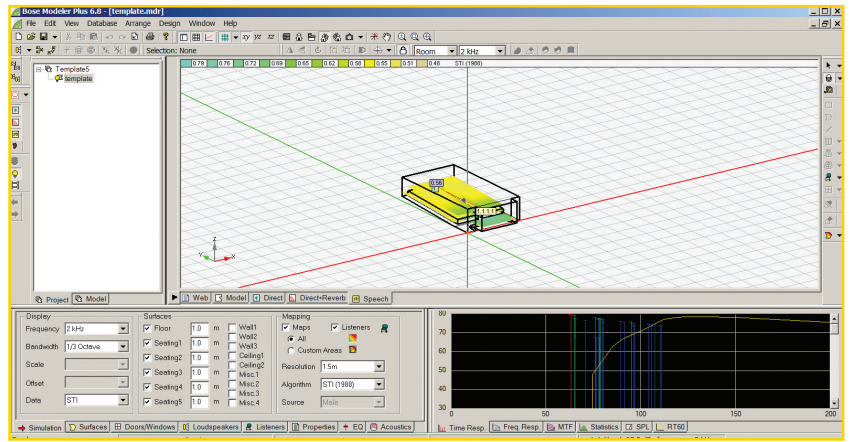 Bose Modeler Plus 6.8 - [template.mdr]
File Edit View Database Arrange Design Window Help
xy yz xz
Selection: None
Room 2 kHz
Template5
template
0.79 0.76 0.72 0.69 0.65 0.62 0.58 0.55 0.51 0.48 STI (1988)
0.56
1.1.1.1
Z
Y
X
Project Model
Web Model Direct Direct+Reverb Speech
Display
Frequency 2 kHz
Bandwidth 1/3 Octave
Scale
Offset
Data STI
Surfaces
Floor 1.0 m Wall1
Wall2
Seating1 1.0 m Wall3
Ceiling1
Seating2 1.0 m Ceiling2
Seating3 1.0 m Misc.1
Misc.2
Seating4 1.0 m Misc.3
Seating5 1.0 m Misc.4
Mapping
Maps Listeners
All
Custom Areas
Resolution 1.5m
Algorithm STI (1988)
Source Male
80
70
60
50
40
30
0 50 100 150 200
Simulation Surfaces Doors/Windows Loudspeakers Listeners Properties EQ Acoustics
Time Resp. Freq. Resp. MTF Statistics SPL RT60